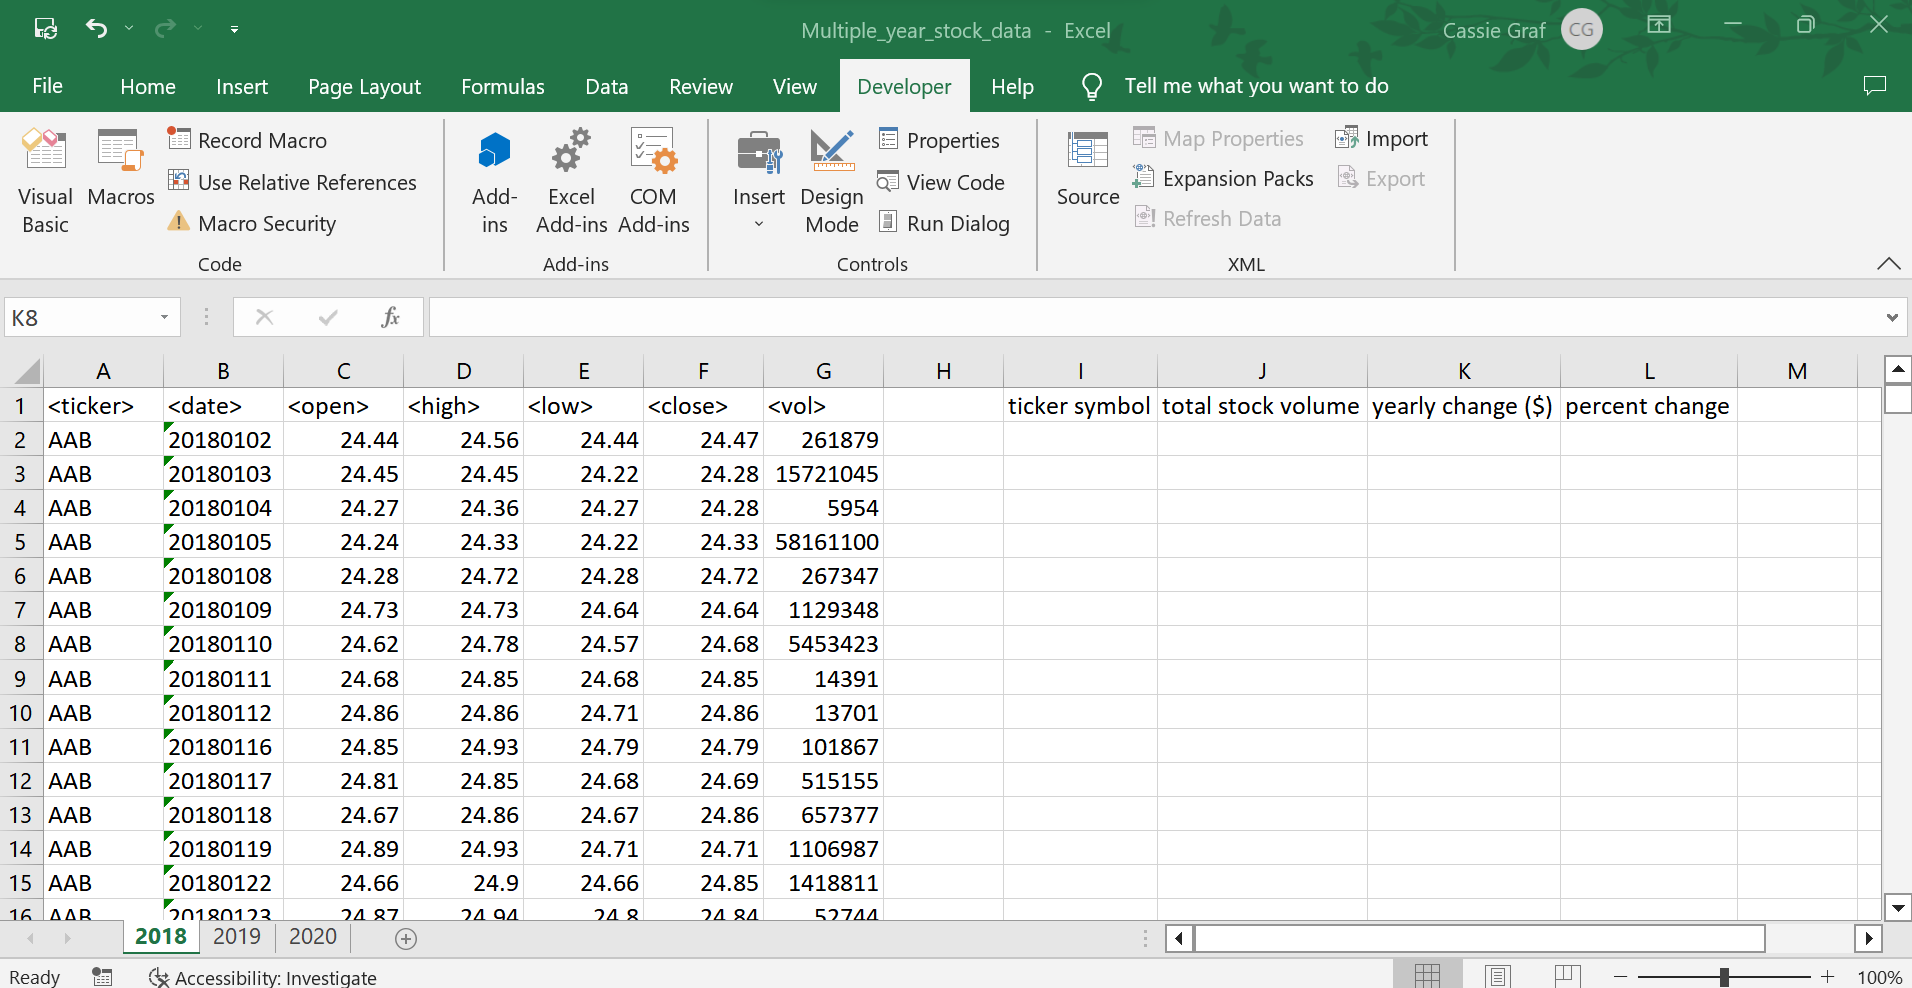 Multiple_year_stock_data - Excel
Cassie Graf CG
File Home Insert Page Layout Formulas Data Review View Developer Help Tell me what you want to do
Visual Basic
Macros
Record Macro
Use Relative References
Macro Security
Code
Add-ins
Excel Add-ins
COM Add-ins
Add-ins
Insert
Design Mode
Properties
View Code
Run Dialog
Controls
Source
Map Properties
Expansion Packs
Refresh Data
Import
Export
XML
K8 fx
A B C D E F G H I J K L M
1 <ticker> <date> <open> <high> <low> <close> <vol> ticker symbol total stock volume yearly change ($) percent change
2 AAB 20180102 24.44 24.56 24.44 24.47 261879
3 AAB 20180103 24.45 24.45 24.22 24.28 15721045
4 AAB 20180104 24.27 24.36 24.27 24.28 5954
5 AAB 20180105 24.24 24.33 24.22 24.33 58161100
6 AAB 20180108 24.28 24.72 24.28 24.72 267347
7 AAB 20180109 24.73 24.73 24.64 24.64 1129348
8 AAB 20180110 24.62 24.78 24.57 24.68 5453423
9 AAB 20180111 24.68 24.85 24.68 24.85 14391
10 AAB 20180112 24.86 24.86 24.71 24.86 13701
11 AAB 20180116 24.85 24.93 24.79 24.79 101867
12 AAB 20180117 24.81 24.85 24.68 24.69 515155
13 AAB 20180118 24.67 24.86 24.67 24.86 657377
14 AAB 20180119 24.89 24.93 24.71 24.71 1106987
15 AAB 20180122 24.66 24.9 24.66 24.85 1418811
16 AAB 20180123 24.87 24.94 24.8 24.84 52744
2018 2019 2020
Ready Accessibility: Investigate 100%